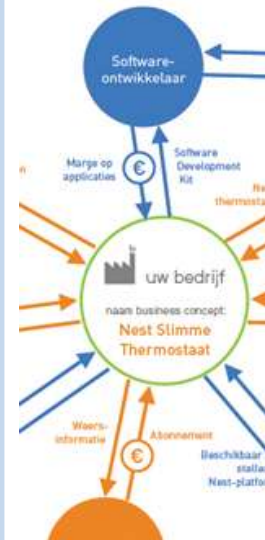 Software-
ontwikkelaar
Marge op
applicaties
€
Software
Development
Kit
uw bedrijf
naam business concept:
Nest Slimme
Thermostaat
Weers-
informatie
Abonnement
€
Beschikbaar
Nest-platfo